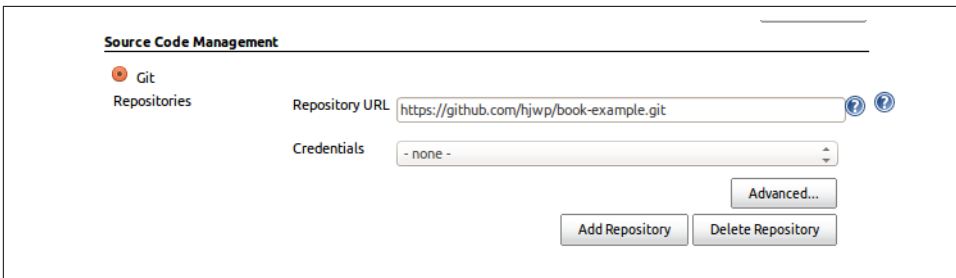 Source Code Management
Git
Repositories
Repository URL https://github.com/hjwp/book-example.git
Credentials - none -
Advanced...
Add Repository Delete Repository